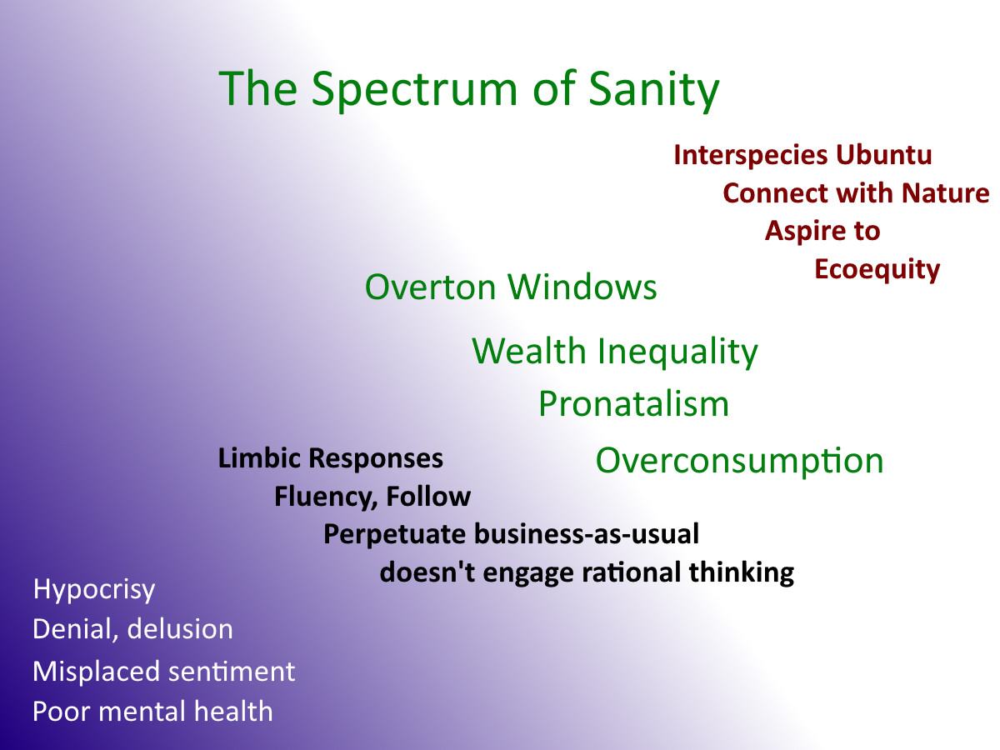 The Spectrum of Sanity
Interspecies Ubuntu
Connect with Nature
Aspire to
Ecoequity
Overton Windows
Wealth Inequality
Pronatalism
Overconsumption
Limbic Responses
Fluency, Follow
Perpetuate business-as-usual
doesn't engage rational thinking
Hypocrisy
Denial, delusion
Misplaced sentiment
Poor mental health